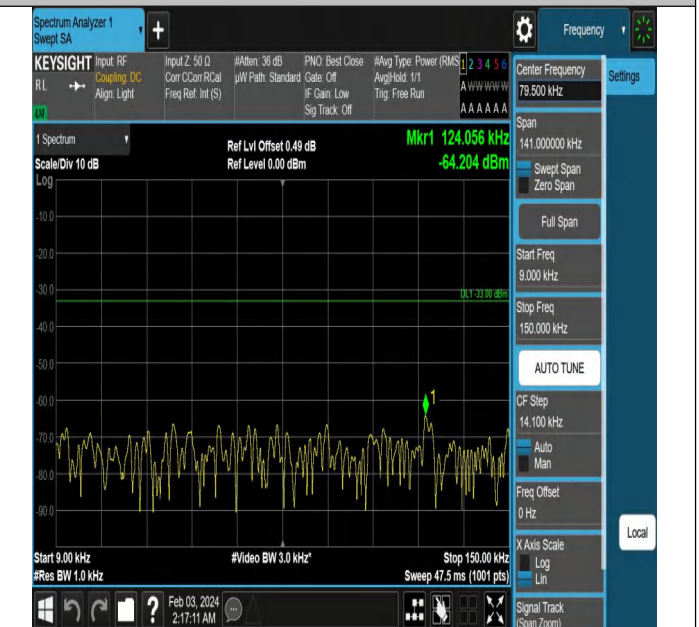 Spectrum Analyzer 1
Swept SA
Frequency
KEYSIGHT
RL
Input: RF
Coupling: DC
Align: Light
Input Z: 50 Ω
Corr CCorr RCal
Freq Ref: Int (S)
#Atten: 36 dB
µW Path: Standard
PNO: Best Close
Gate: Off
IF Gain: Low
Sig Track: Off
#Avg Type: Power (RMS
Avg|Hold: 1/1
Trig: Free Run
1 2 3 4 5 6
A W W W W W
A A A A A A
1 Spectrum
Scale/Div 10 dB
Log
Ref Lvl Offset 0.49 dB
Ref Level 0.00 dBm
Mkr1 124.056 kHz
-64.204 dBm
-10.0
-20.0
-30.0
DL1 -33.00 dBm
-40.0
-50.0
-60.0
1
-70.0
-80.0
-90.0
Start 9.00 kHz
#Video BW 3.0 kHz*
Stop 150.00 kHz
#Res BW 1.0 kHz
Sweep 47.5 ms (1001 pts)
?
Feb 03, 2024
2:17:11 AM
Center Frequency
79.500 kHz
Settings
Span
141.000000 kHz
Swept Span
Zero Span
Full Span
Start Freq
9.000 kHz
Stop Freq
150.000 kHz
AUTO TUNE
CF Step
14.100 kHz
Auto
Man
Freq Offset
0 Hz
X Axis Scale
Log
Lin
Local
Signal Track
(Span Zoom)